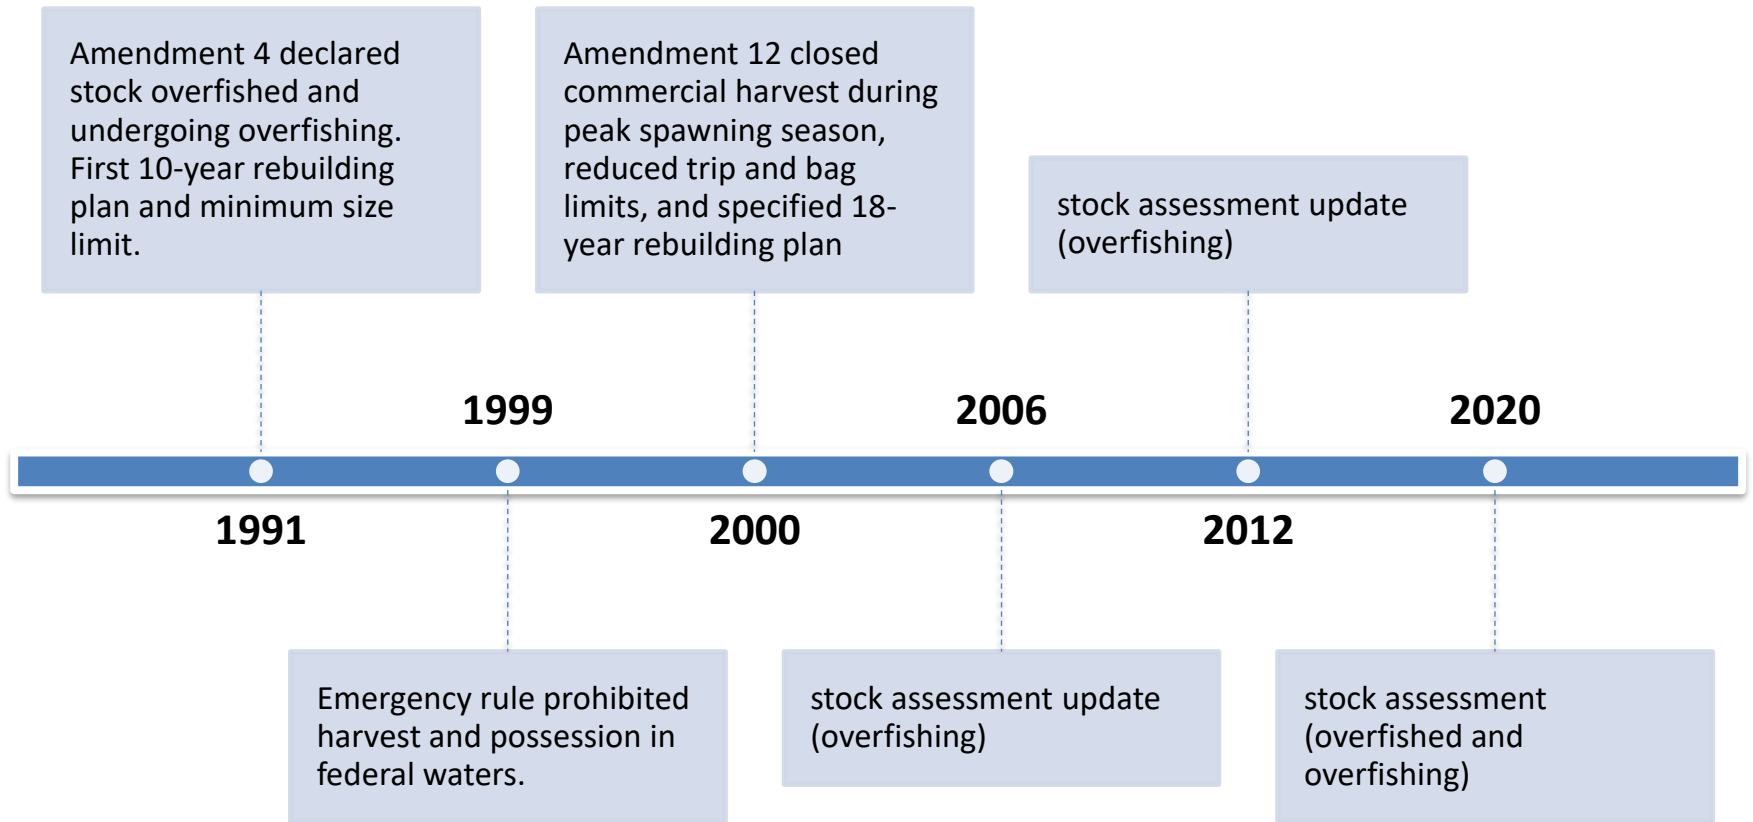 Amendment 4 declared
stock overfished and
undergoing overfishing.
First 10-year rebuilding
plan and minimum size
limit.
Amendment 12 closed
commercial harvest during
peak spawning season,
reduced trip and bag
limits, and specified 18-
year rebuilding plan
stock assessment update
(overfishing)
1999
2006
2020
1991
2000
2012
Emergency rule prohibited
harvest and possession in
federal waters.
stock assessment update
(overfishing)
stock assessment
(overfished and
overfishing)